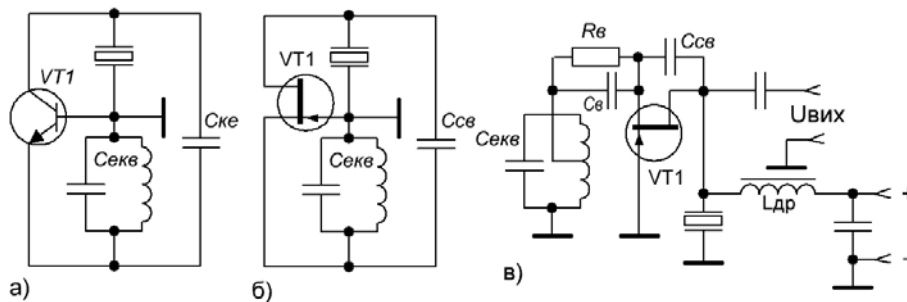 VT1
Cекв
Cке
а)
VT1
Cекв
Cсв
б)
Rв
Cсв
Cв
Cекв
VT1
Uвих
Lдр
+
-
в)